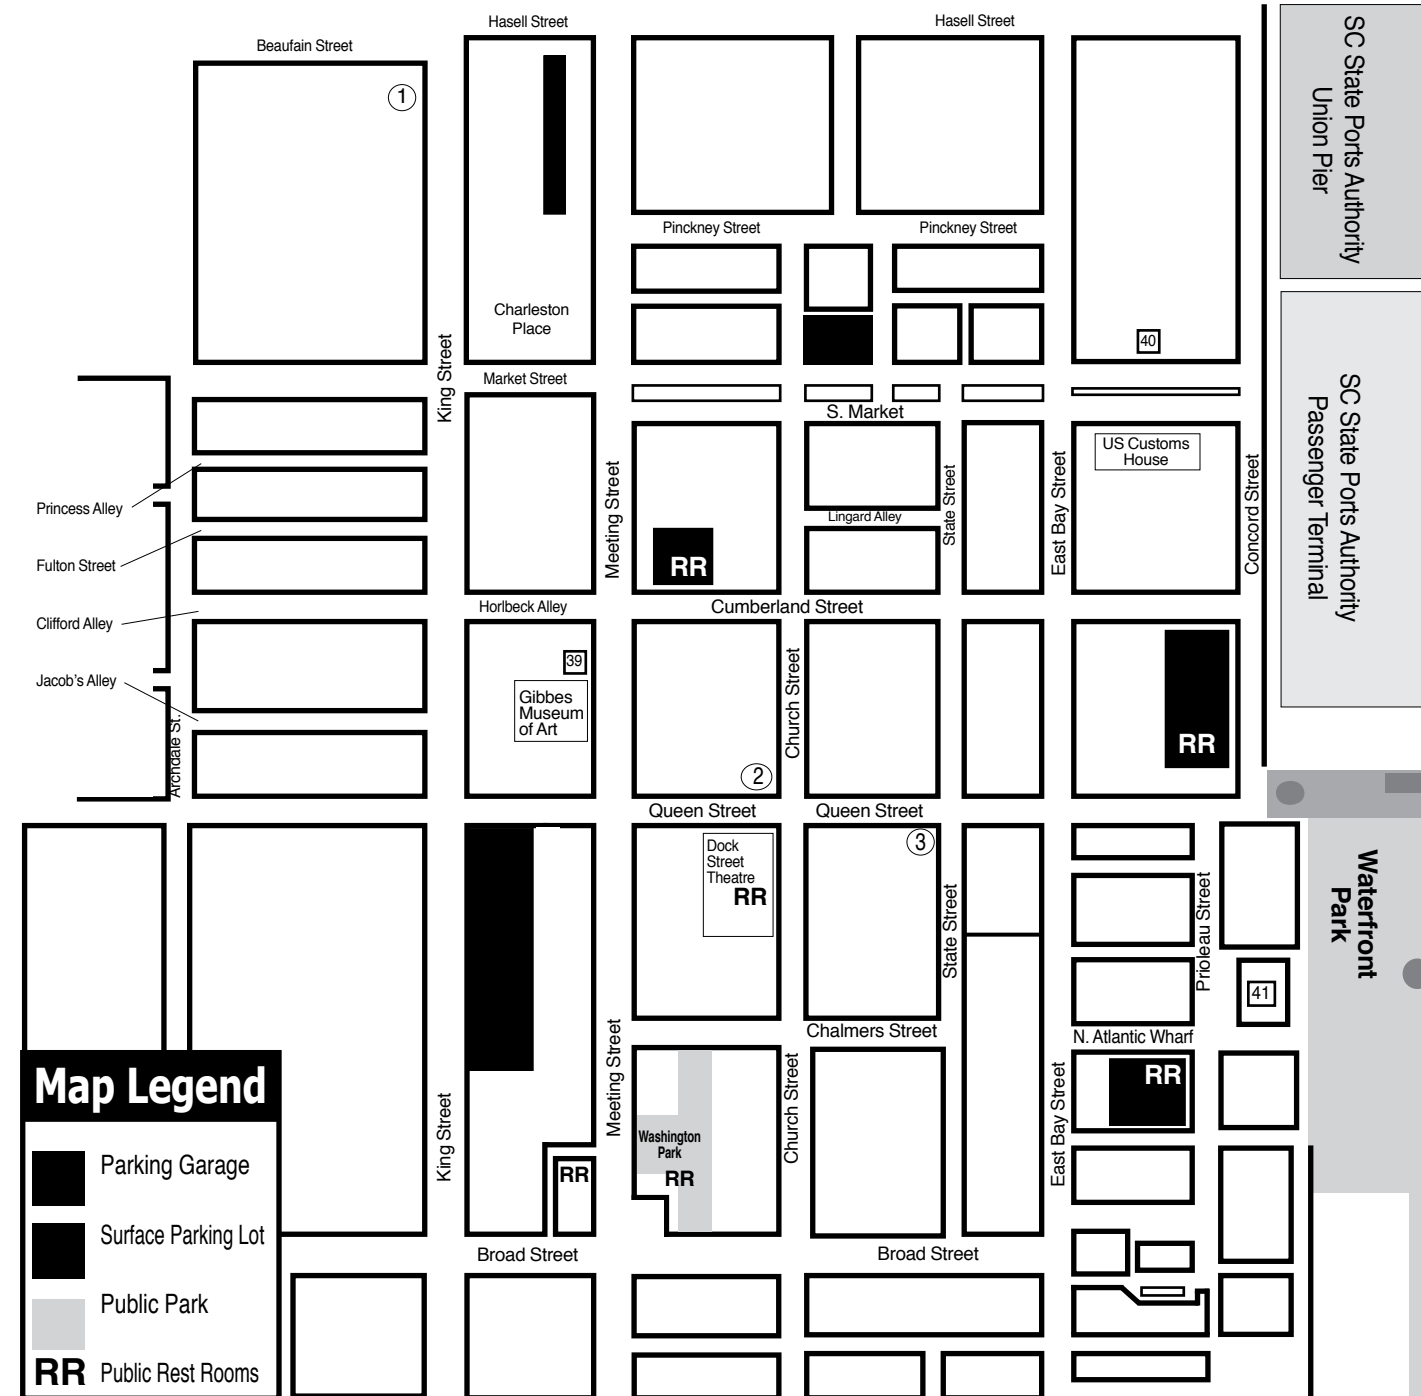 Hasell Street
Hasell Street
Beaufain Street
1
SC State Ports Authority
Union Pier
Pinckney Street
Pinckney Street
Charleston
Place
40
King Street
Market Street
S. Market
SC State Ports Authority
Passenger Terminal
US Customs
House
Meeting Street
State Street
East Bay Street
Concord Street
Princess Alley
Lingard Alley
Fulton Street
RR
Horlbeck Alley
Cumberland Street
Clifford Alley
39
Church Street
Jacob's Alley
Gibbes
Museum
of Art
Archdale St.
RR
2
Queen Street
Queen Street
Dock
Street
Theatre
RR
3
Waterfront
Park
State Street
Prioleau Street
41
Chalmers Street
N. Atlantic Wharf
Meeting Street
Church Street
East Bay Street
RR
King Street
Washington
Park
RR
RR
Broad Street
Broad Street
Map Legend
Parking Garage
Surface Parking Lot
Public Park
RR Public Rest Rooms